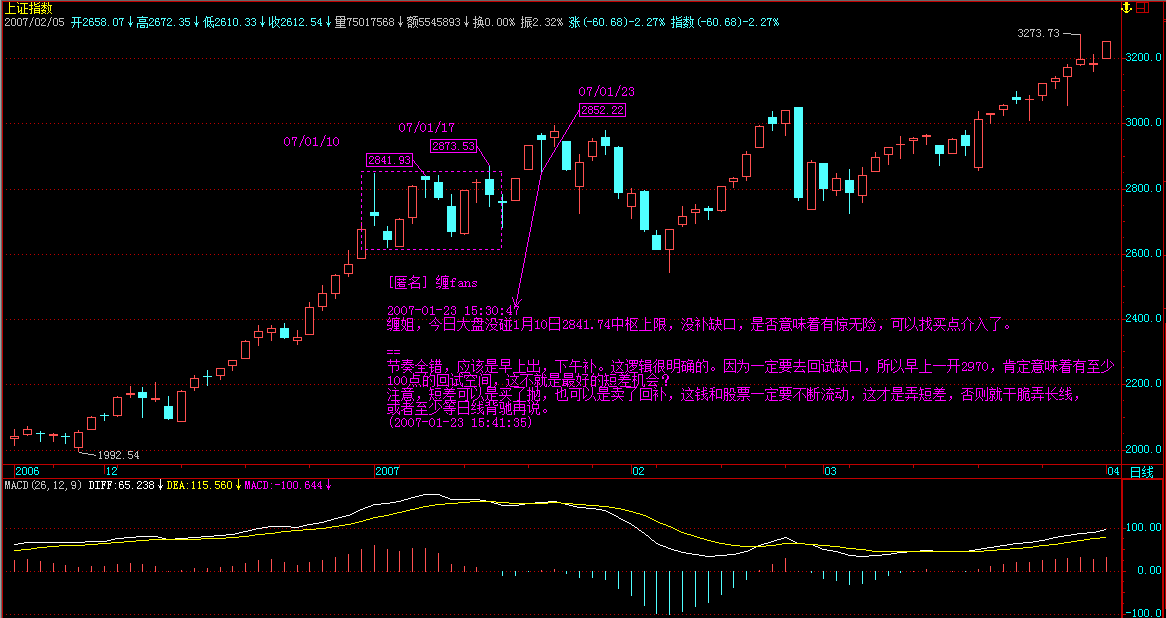 上证指数
2007/02/05 开2658.07↓高2672.35↓低2610.33↓收2612.54↓量75017568↓额5545893↓换0.00% 振2.32% 涨(-60.68)-2.27% 指数(-60.68)-2.27%
3273.73
3200.0
07/01/23
2852.22
3000.0
07/01/17
07/01/10
2873.53
2841.93
2800.0
2600.0
[匿名] 缠fans
2007-01-23 15:30:47
缠姐，今日大盘没碰1月10日2841.74中枢上限，没补缺口，是否意味着有惊无险，可以找买点介入了。
2400.0
==
节奏全错，应该是早上出，下午补。这逻辑很明确的。因为一定要去回试缺口，所以早上一开2970，肯定意味着有至少
100点的回试空间，这不就是最好的短差机会？
2200.0
注意，短差可以是买了抛，也可以是卖了回补，这钱和股票一定要不断流动，这才是弄短差，否则就干脆弄长线，
或者至少等日线背驰再说。
(2007-01-23 15:41:35)
2000.0
1992.54
2006 12 2007 02 03 04 日线
MACD(26,12,9) DIFF:65.238↓DEA:115.560↓MACD:-100.644↓
100.00
0.00
-100.0